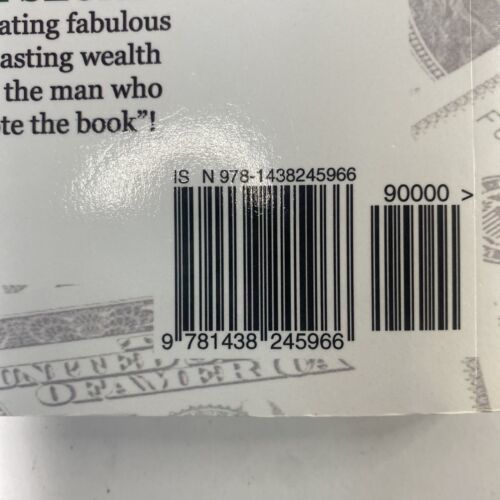 ating fabulous
asting wealth
the man who
te the book"!
IS N 978-1438245966
90000 >
9 781438 245966